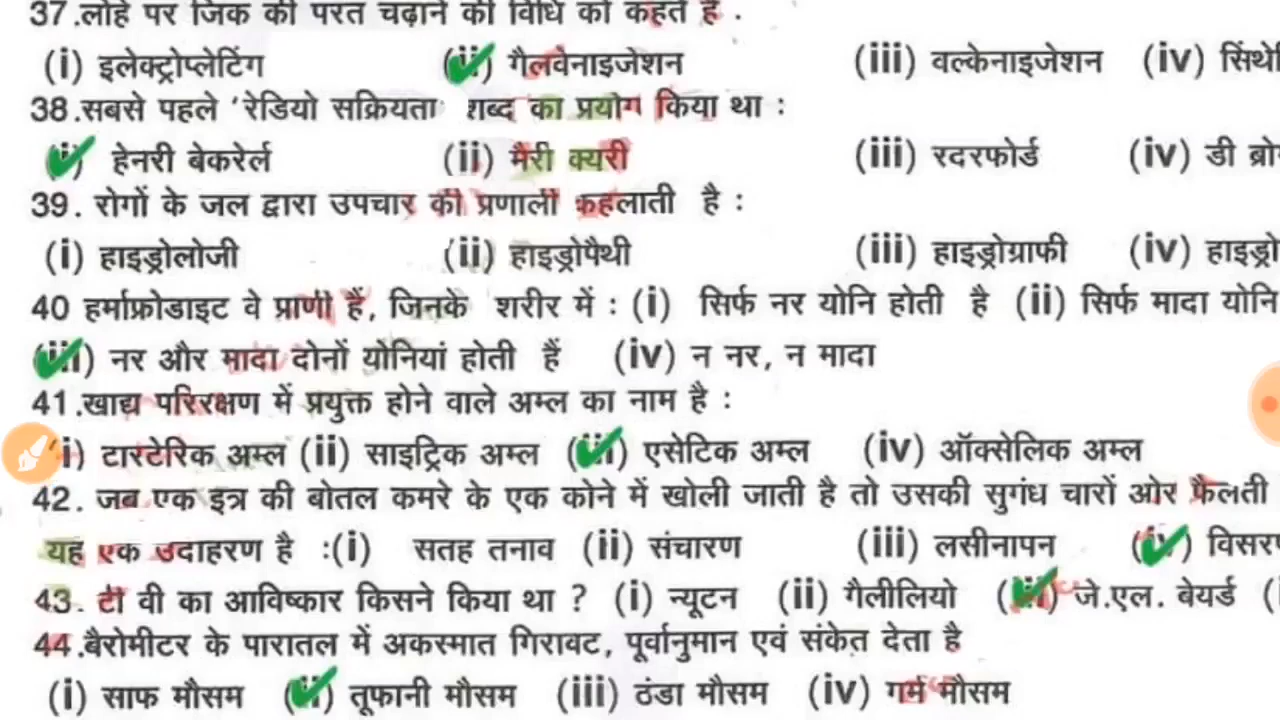 37.लोहे पर जिंक की परत चढ़ाने की विधि को कहते है .
(i) इलेक्ट्रोप्लेटिंग (ii) गैलवेनाइजेशन (iii) वल्केनाइजेशन (iv) सिंथे
38.सबसे पहले 'रेडियो सक्रियता शब्द का प्रयोग किया था :
(i) हेनरी बेकरेर्ल (ii) मैरी क्यरी (iii) रदरफोर्ड (iv) डी ब्रो
39. रोगों के जल द्वारा उपचार की प्रणाली कहलाती है :
(i) हाइड्रोलोजी (ii) हाइड्रोपैथी (iii) हाइड्रोग्राफी (iv) हाइड्रो
40 हर्माफ्रोडाइट वे प्राणी हैं, जिनके शरीर में : (i) सिर्फ नर योनि होती है (ii) सिर्फ मादा योनि
(iii) नर और मादा दोनों योनियां होती हैं (iv) न नर, न मादा
41.खाद्य परिरक्षण में प्रयुक्त होने वाले अम्ल का नाम है :
(i) टारटेरिक अम्ल (ii) साइट्रिक अम्ल (iii) एसेटिक अम्ल (iv) ऑक्सेलिक अम्ल
42. जब एक इत्र की बोतल कमरे के एक कोने में खोली जाती है तो उसकी सुगंध चारों ओर फैलती
यह एक उदाहरण है :(i) सतह तनाव (ii) संचारण (iii) लसीनापन (iv) विसर
43. टी वी का आविष्कार किसने किया था ? (i) न्यूटन (ii) गैलीलियो (iii) जे.एल. बेयर्ड (i
44.बैरोमीटर के पारातल में अकस्मात गिरावट, पूर्वानुमान एवं संकेत देता है
(i) साफ मौसम (ii) तूफानी मौसम (iii) ठंडा मौसम (iv) गर्म मौसम